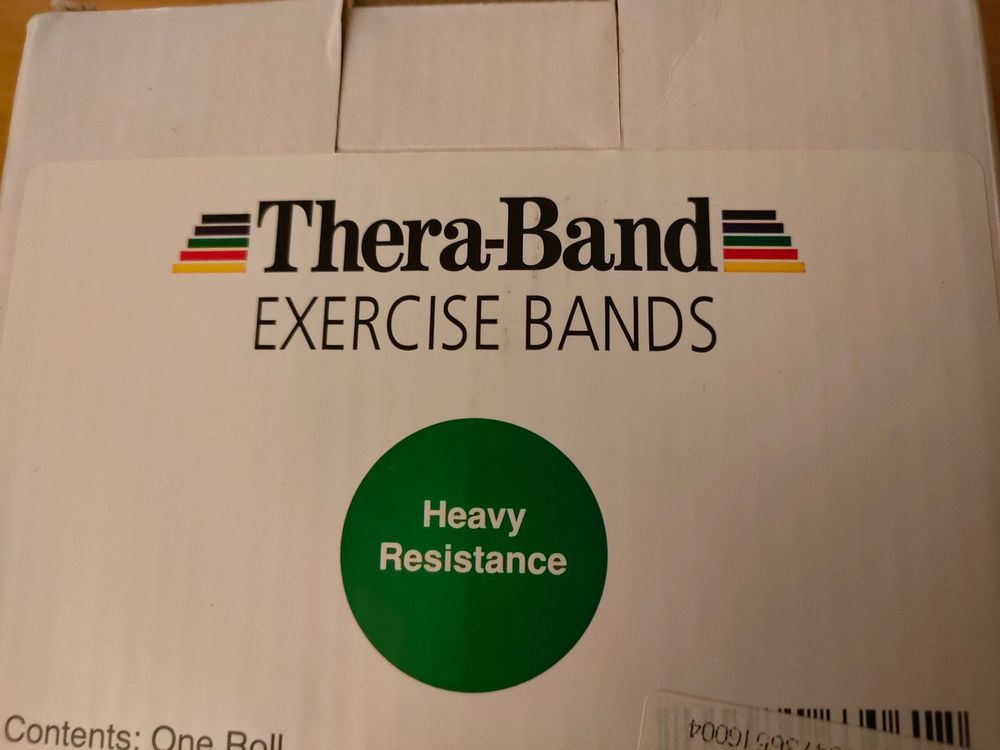 Thera-Band
EXERCISE BANDS
Heavy
Resistance
Contents: One Roll